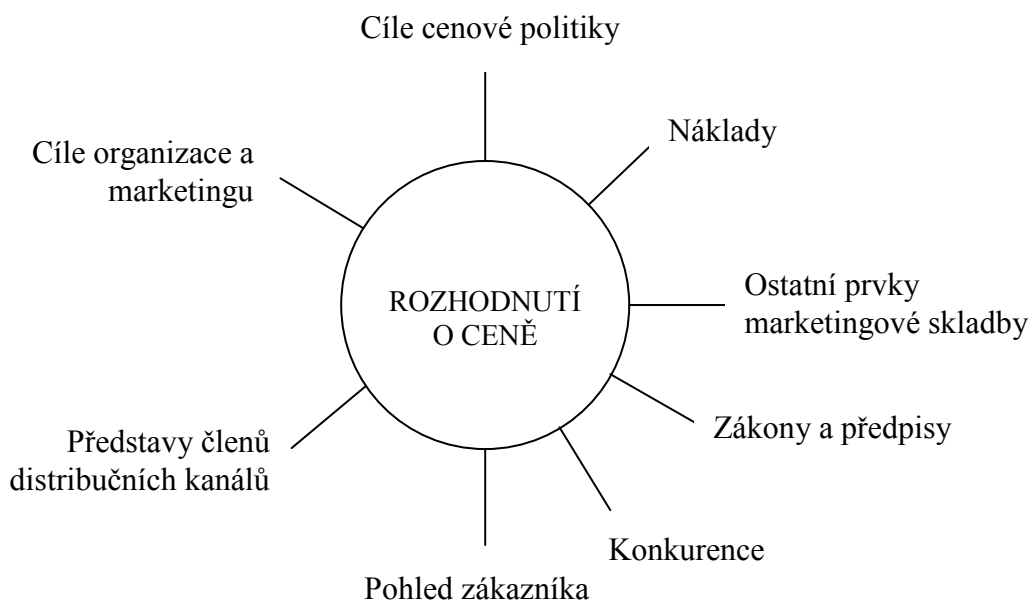 Cíle cenové politiky
Náklady
Cíle organizace a
marketingu
ROZHODNUTÍ
O CENĚ
Ostatní prvky
marketingové skladby
Zákony a předpisy
Představy členů
distribučních kanálů
Konkurence
Pohled zákazníka